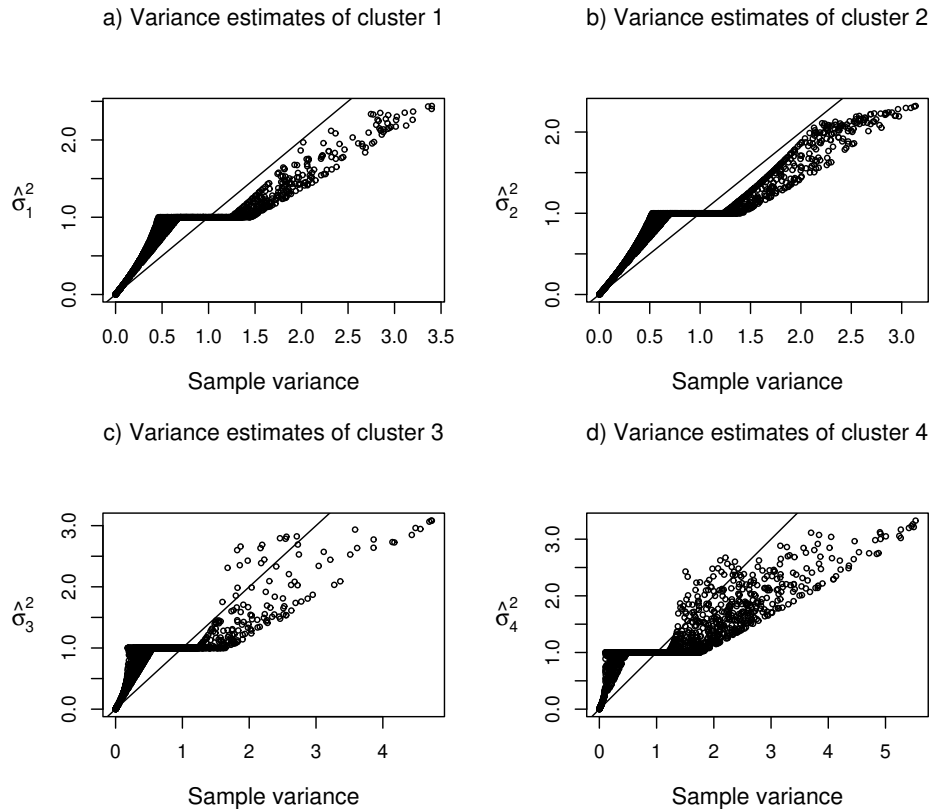 a) Variance estimates of cluster 1
2.0
1.0
0.0
σ̂₁²
0.0 0.5 1.0 1.5 2.0 2.5 3.0 3.5
Sample variance
b) Variance estimates of cluster 2
2.0
1.0
0.0
σ̂₂²
0.0 0.5 1.0 1.5 2.0 2.5 3.0
Sample variance
c) Variance estimates of cluster 3
3.0
2.0
1.0
0.0
σ̂₃²
0 1 2 3 4
Sample variance
d) Variance estimates of cluster 4
3.0
2.0
1.0
0.0
σ̂₄²
0 1 2 3 4 5
Sample variance